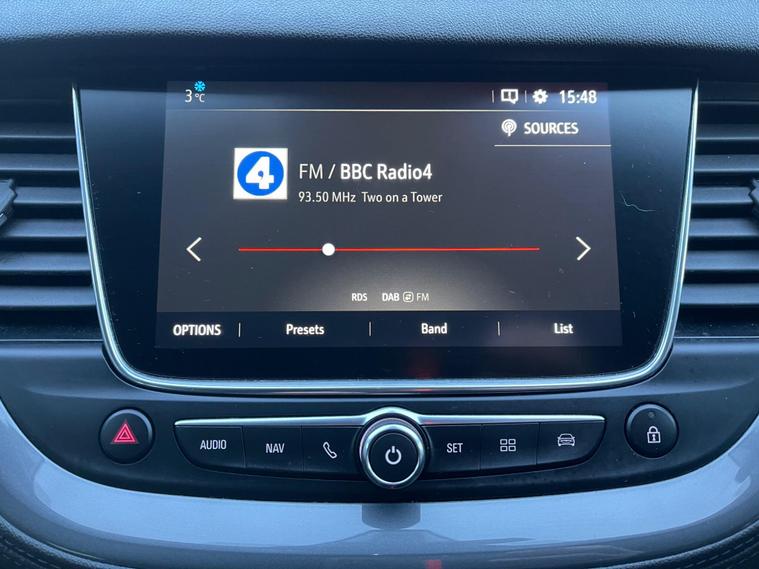 3 °C
15:48
SOURCES
4
FM / BBC Radio4
93.50 MHz Two on a Tower
RDS DAB FM
OPTIONS Presets Band List
AUDIO NAV SET